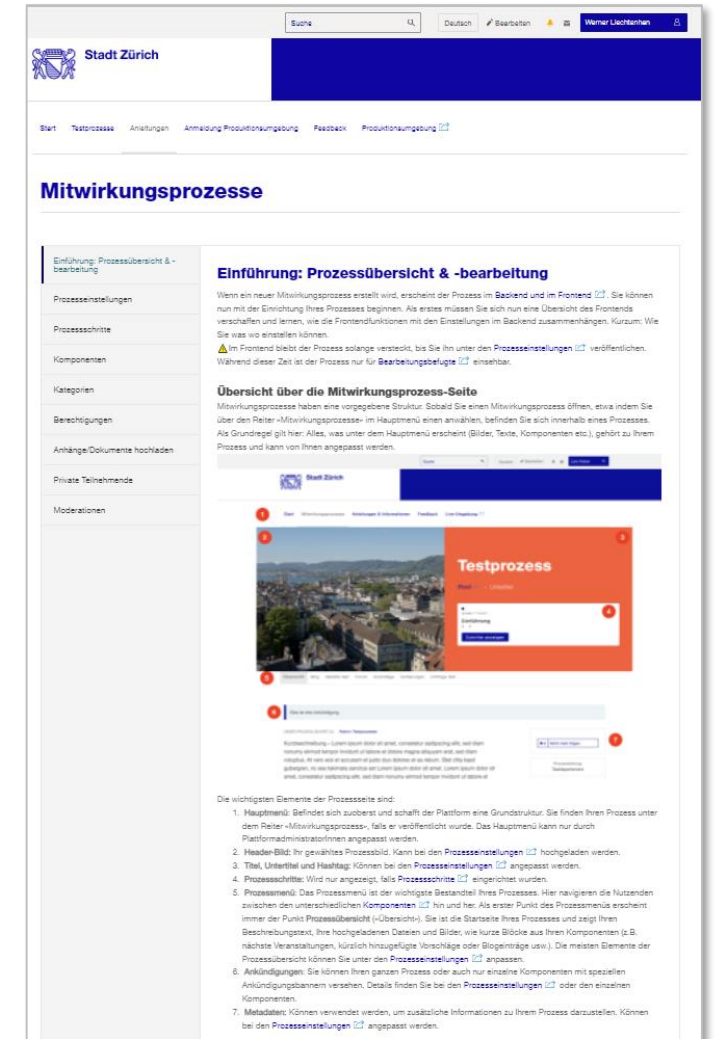 Suche
Deutsch
Bearbeiten
Werner Liechtenhan
Stadt Zürich
Start Testprozesse Anleitungen Anmeldung Produktionsumgebung Feedback Produktionsumgebung
Mitwirkungsprozesse
Einführung: Prozessübersicht & -
bearbeitung
Prozesseinstellungen
Prozessschritte
Komponenten
Kategorien
Berechtigungen
Anhänge/Dokumente hochladen
Private Teilnehmende
Moderationen
Einführung: Prozessübersicht & -bearbeitung
Wenn ein neuer Mitwirkungsprozess erstellt wird, erscheint der Prozess im Backend und im Frontend. Sie können
nun mit der Einrichtung Ihres Prozesses beginnen. Als erstes müssen Sie sich nun eine Übersicht des Frontends
verschaffen und lernen, wie die Frontendfunktionen mit den Einstellungen im Backend zusammenhängen. Kurzum: Wie
Sie was wo einstellen können.
Im Frontend bleibt der Prozess solange versteckt, bis Sie ihn unter den Prozesseinstellungen veröffentlichen.
Während dieser Zeit ist der Prozess nur für Bearbeitungsbefugte einsehbar.
Übersicht über die Mitwirkungsprozess-Seite
Mitwirkungsprozesse haben eine vorgegebene Struktur. Sobald Sie einen Mitwirkungsprozess öffnen, etwa indem Sie
über den Reiter «Mitwirkungsprozesse» im Hauptmenü einen anwählen, befinden Sie sich innerhalb eines Prozesses.
Als Grundregel gilt hier: Alles, was unter dem Hauptmenü erscheint (Bilder, Texte, Komponenten etc.), gehört zu Ihrem
Prozess und kann von Ihnen angepasst werden.
Stadt Zürich
1
Start Mitwirkungsprozesse Anleitungen & Informationen Feedback Live-Umgebung
2
3
Testprozess
4
Einführung
5
6
7
Die wichtigsten Elemente der Prozessseite sind:
1. Hauptmenü: Befindet sich zuoberst und schafft der Plattform eine Grundstruktur. Sie finden Ihren Prozess unter
dem Reiter «Mitwirkungsprozesse», falls er veröffentlicht wurde. Das Hauptmenü kann nur durch
PlattformadministratorInnen angepasst werden.
2. Header-Bild: Ihr gewähltes Prozessbild. Kann bei den Prozesseinstellungen hochgeladen werden.
3. Titel, Untertitel und Hashtag: Können bei den Prozesseinstellungen angepasst werden.
4. Prozessschritte: Wird nur angezeigt, falls Prozessschritte eingerichtet wurden.
5. Prozessmenü: Das Prozessmenü ist der wichtigste Bestandteil Ihres Prozesses. Hier navigieren die Nutzenden
zwischen den unterschiedlichen Komponenten hin und her. Als erster Punkt des Prozessmenüs erscheint
immer der Punkt Prozessübersicht («Übersicht»). Sie ist die Startseite Ihres Prozesses und zeigt Ihren
Beschreibungstext, Ihre hochgeladenen Dateien und Bilder, wie kurze Blöcke aus Ihren Komponenten (z.B.
nächste Veranstaltungen, kürzlich hinzugefügte Vorschläge oder Blogeinträge usw.). Die meisten Elemente der
Prozessübersicht können Sie unter den Prozesseinstellungen anpassen.
6. Ankündigungen: Sie können Ihren ganzen Prozess oder auch nur einzelne Komponenten mit speziellen
Ankündigungsbannern versehen. Details finden Sie bei den Prozesseinstellungen oder den einzelnen
Komponenten.
7. Metadaten: Können verwendet werden, um zusätzliche Informationen zu Ihrem Prozess darzustellen. Können
bei den Prozesseinstellungen angepasst werden.